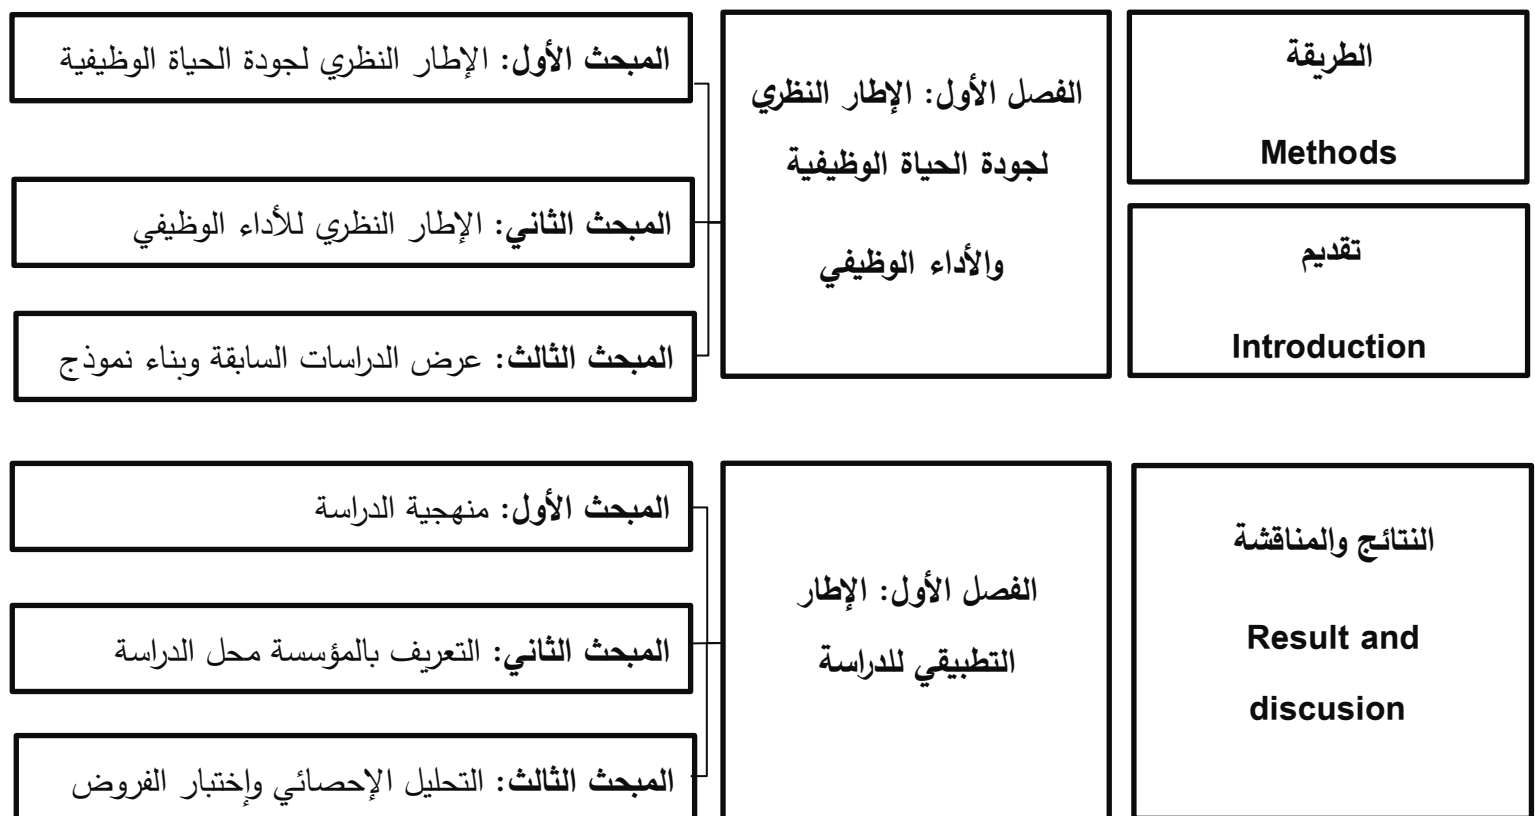 الطريقة
Methods
تقديم
Introduction
الفصل الأول: الإطار النظري
لجودة الحياة الوظيفية
والأداء الوظيفي
المبحث الأول: الإطار النظري لجودة الحياة الوظيفية
المبحث الثاني: الإطار النظري للأداء الوظيفي
المبحث الثالث: عرض الدراسات السابقة وبناء نموذج
النتائج والمناقشة
Result and
discusion
الفصل الأول: الإطار
التطبيقي للدراسة
المبحث الأول: منهجية الدراسة
المبحث الثاني: التعريف بالمؤسسة محل الدراسة
المبحث الثالث: التحليل الإحصائي وإختبار الفروض